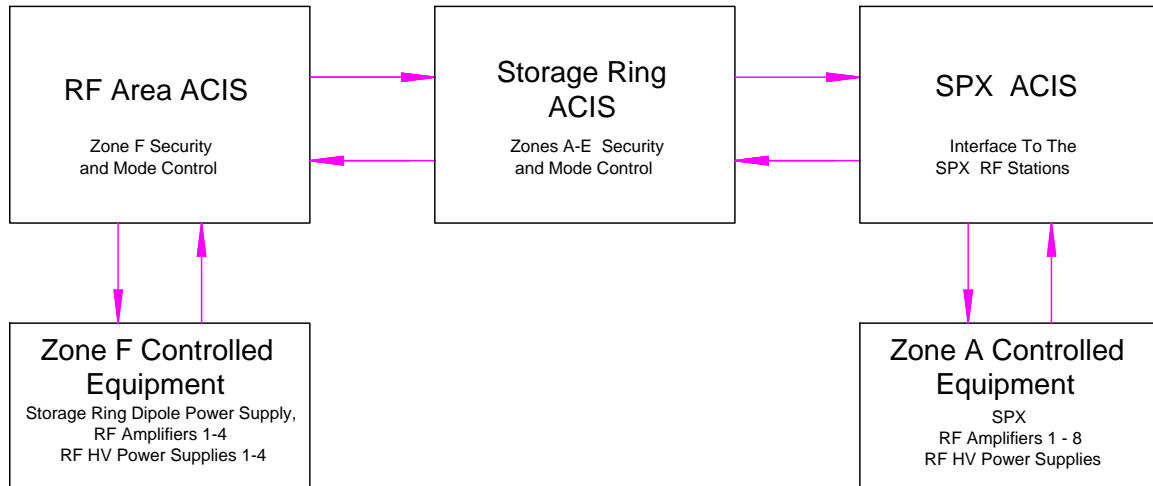 RF Area ACIS
Zone F Security
and Mode Control
Storage Ring
ACIS
Zones A-E Security
and Mode Control
SPX ACIS
Interface To The
SPX RF Stations
Zone F Controlled
Equipment
Storage Ring Dipole Power Supply,
RF Amplifiers 1-4
RF HV Power Supplies 1-4
Zone A Controlled
Equipment
SPX
RF Amplifiers 1 - 8
RF HV Power Supplies